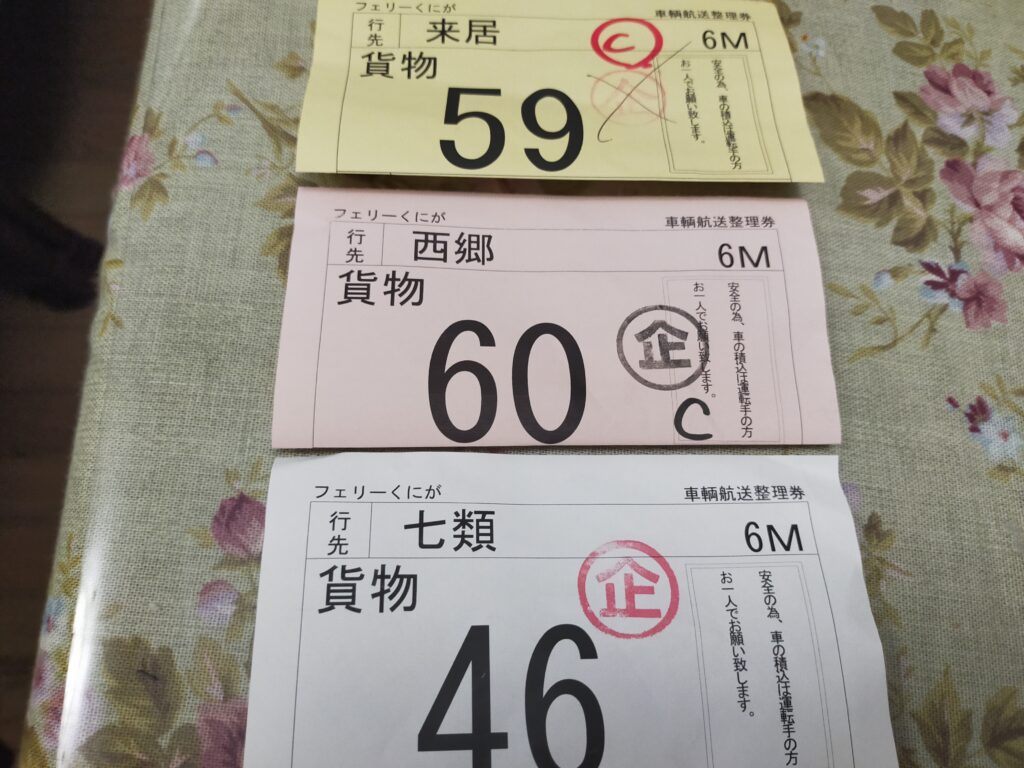 フェリーくにが 車輌航送整理券
行先 来居 Ⓒ 6M
貨物
企
59
安全の為、車の積込は運転手の方
お一人でお願い致します。
フェリーくにが 車輌航送整理券
行先 西郷 6M
貨物
60
企
C
安全の為、車の積込は運転手の方
お一人でお願い致します。
フェリーくにが 車輌航送整理券
行先 七類 6M
貨物
企
46
安全の為、車の積込は運転手の方
お一人でお願い致します。